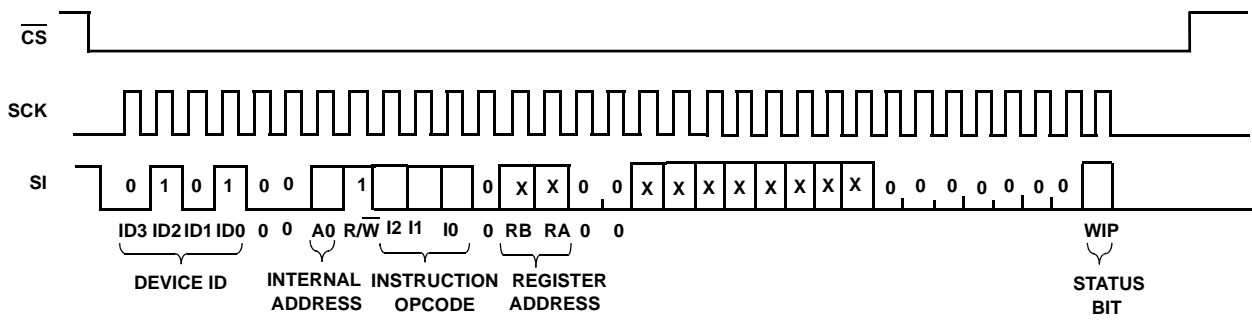 CS
SCK
SI
0 1 0 1 0 0 1 0 X X 0 0 X X X X X X X X 0 0 0 0 0 0 0
ID3 ID2 ID1 ID0 0 0 A0 R/W I2 I1 I0 0 RB RA 0 0 WIP
DEVICE ID
INTERNAL ADDRESS
INSTRUCTION OPCODE
REGISTER ADDRESS
STATUS BIT